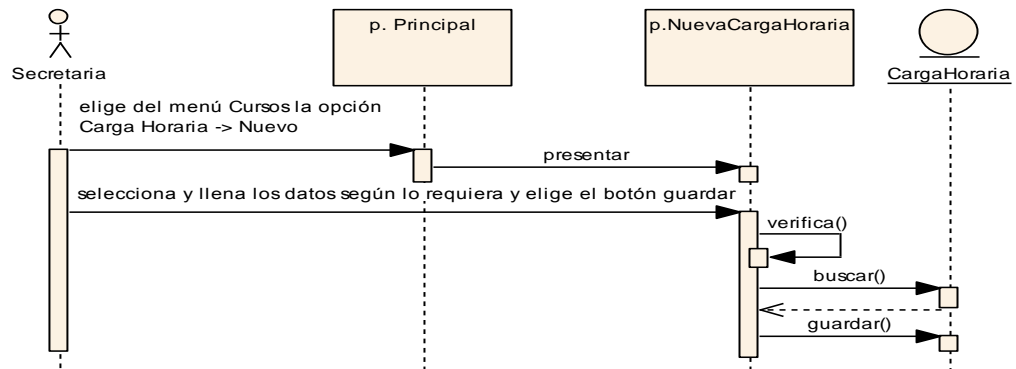 p. Principal
p.NuevaCargaHoraria
Secretaria
CargaHoraria
elige del menú Cursos la opción
Carga Horaria -> Nuevo
presentar
selecciona y llena los datos según lo requiera y elige el botón guardar
verifica()
buscar()
guardar()